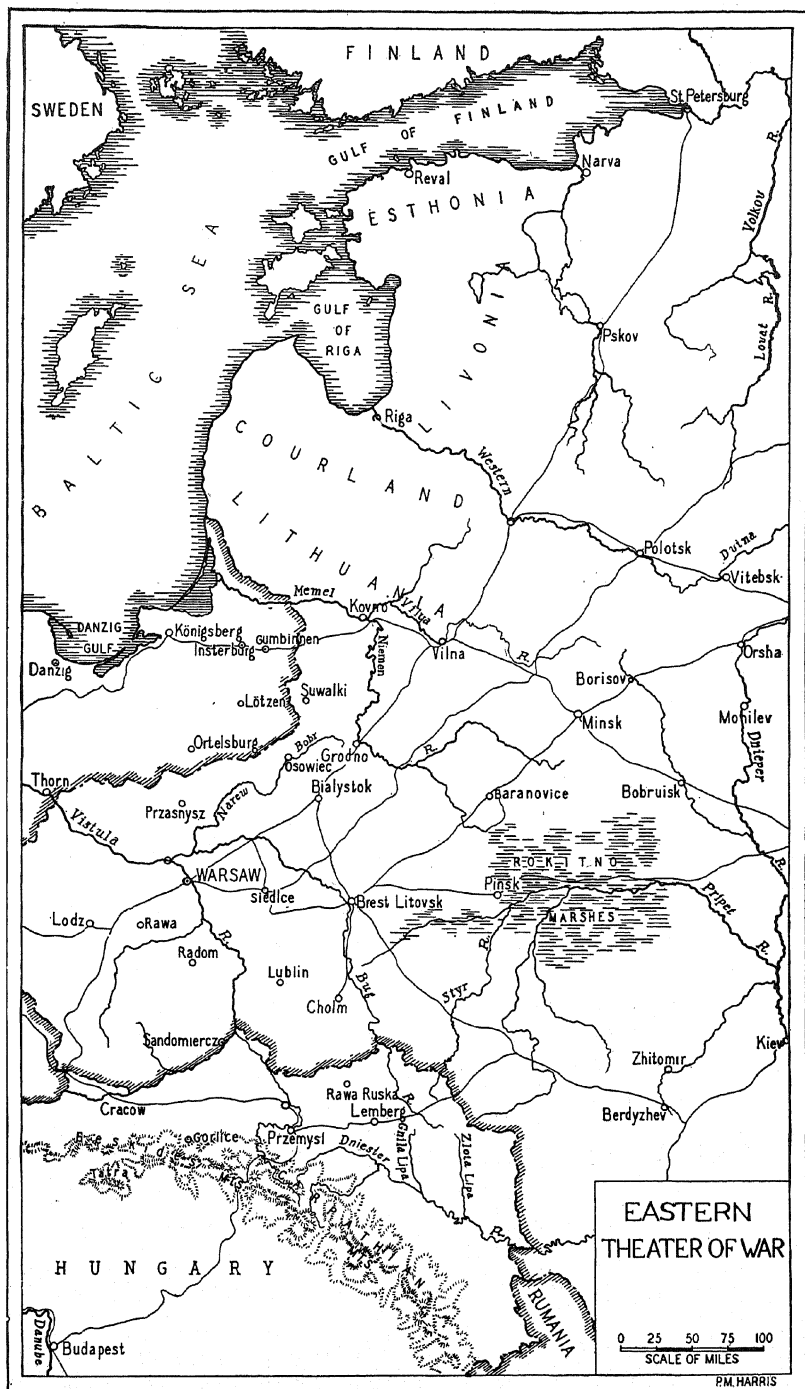 FINLAND
SWEDEN
St. Petersburg
GULF OF FINLAND
Reval
Narva
ESTHONIA
Volkov R.
BALTIC SEA
LIVONIA
GULF
OF
RIGA
Pskov
Lovat R.
Riga
COURLAND
Western
LITHUANIA
Polotsk
Duina
Vitebsk
Memel
Kovno
DANZIG
GULF
Königsberg
Insterburg
Gumbinnen
Niemen
Vilna
R.
Orsha
Danzig
Borisov
Lötzen
Suwalki
Minsk
Mohilev
Dnieper
R.
Ortelsburg
Bobr
Osowiec
Grodno
R.
Thorn
Bialystok
Przasnysz
Narew
Baranovice
Bobruisk
Vistula
R.
ROKITNO
MARSHES
WARSAW
Siedlce
Brest Litovsk
Pinsk
Pripet
R.
Lodz
Rawa
R.
Radom
Lublin
Bug
R.
Styr
Cholm
Sandomiercz
Kiev
Zhitomir
Rawa Ruska
R.
Cracow
Lemberg
Berdyzhev
Gorlice
Przemysl
Dniester
R.
Gnila Lipa
Zlota Lipa
Tatra
HUNGARY
EASTERN
THEATER OF WAR
RUMANIA
Danube
Budapest
0 25 50 75 100
SCALE OF MILES
P.M. HARRIS